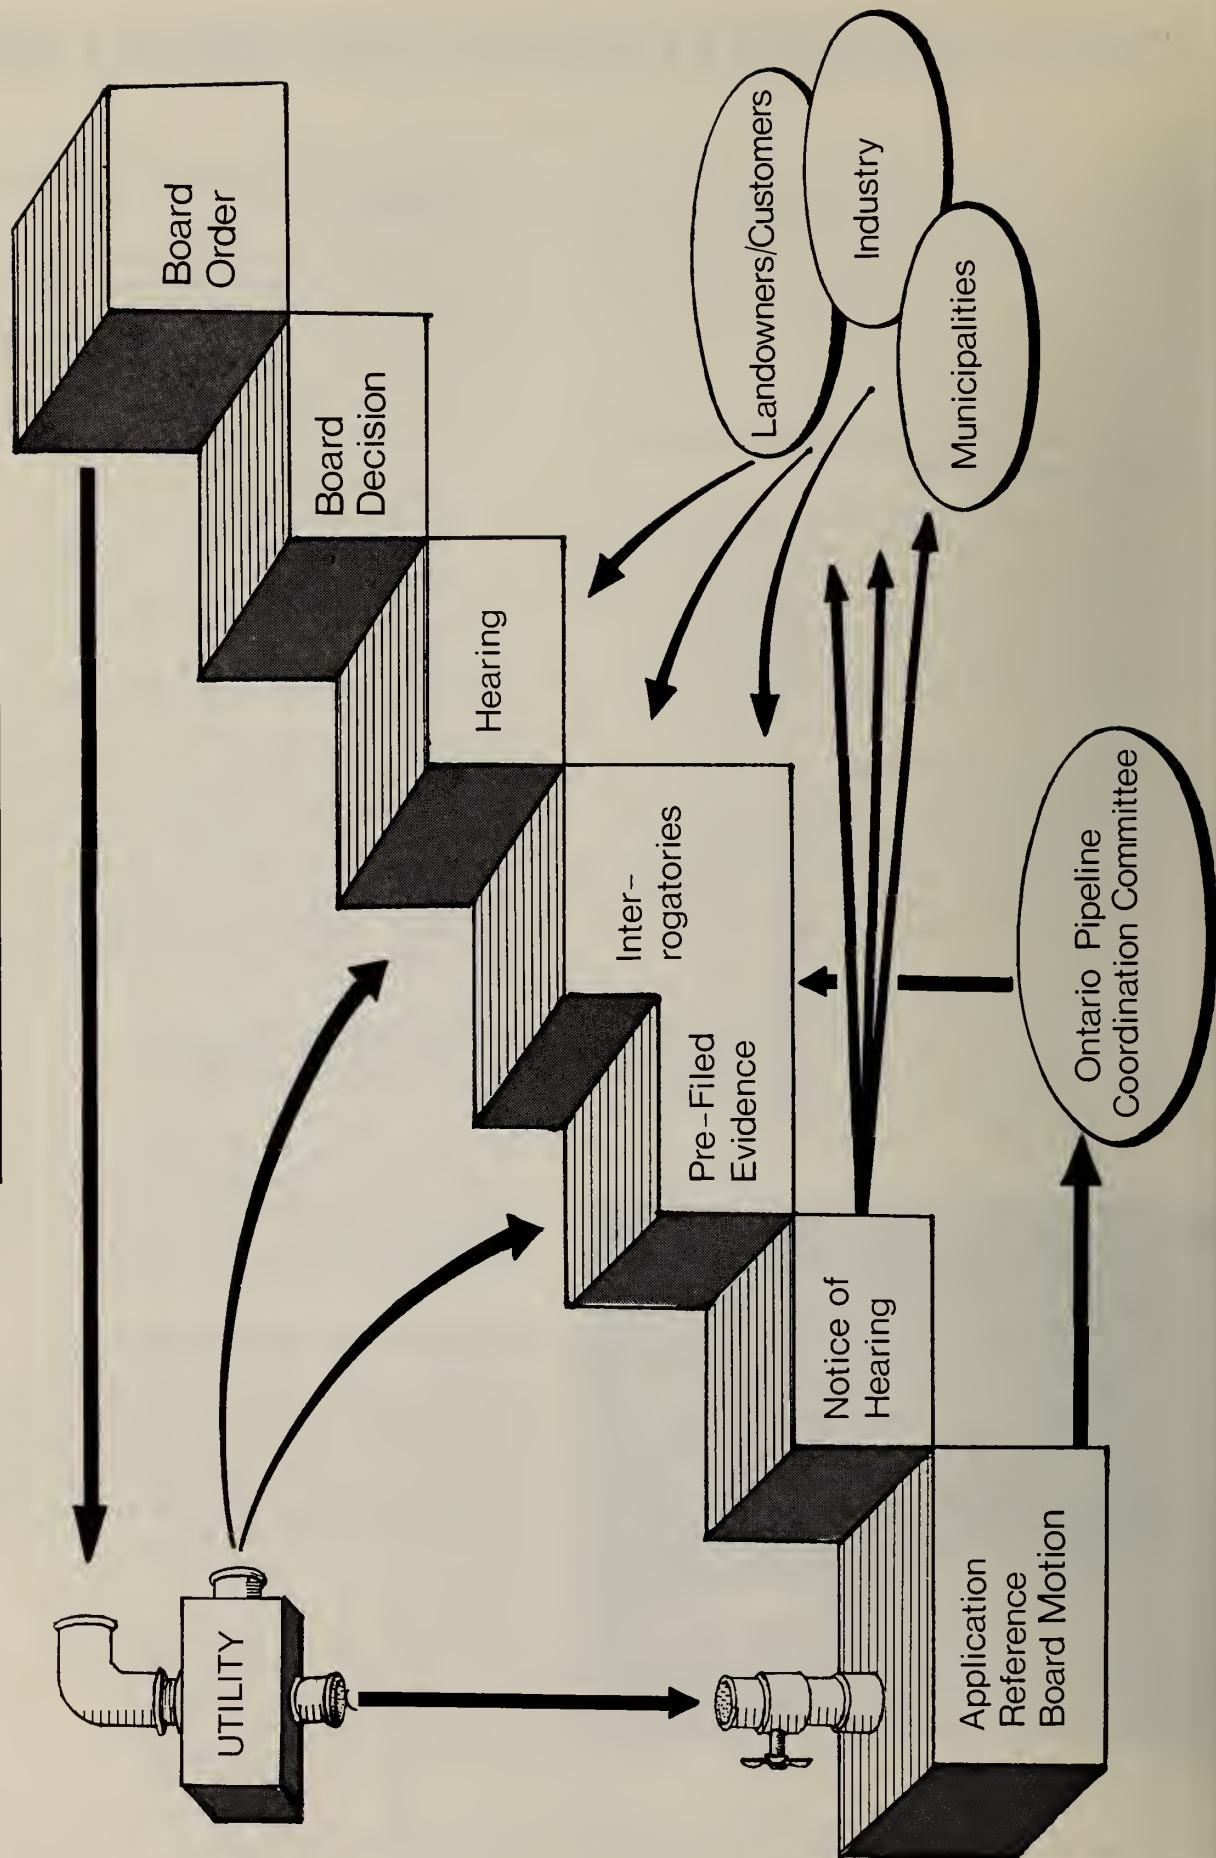 UTILITY
Application
Reference
Board Motion
Notice of
Hearing
Pre-Filed
Evidence
Inter-
rogatories
Hearing
Board
Decision
Board
Order
Ontario Pipeline
Coordination Committee
Landowners/Customers
Industry
Municipalities